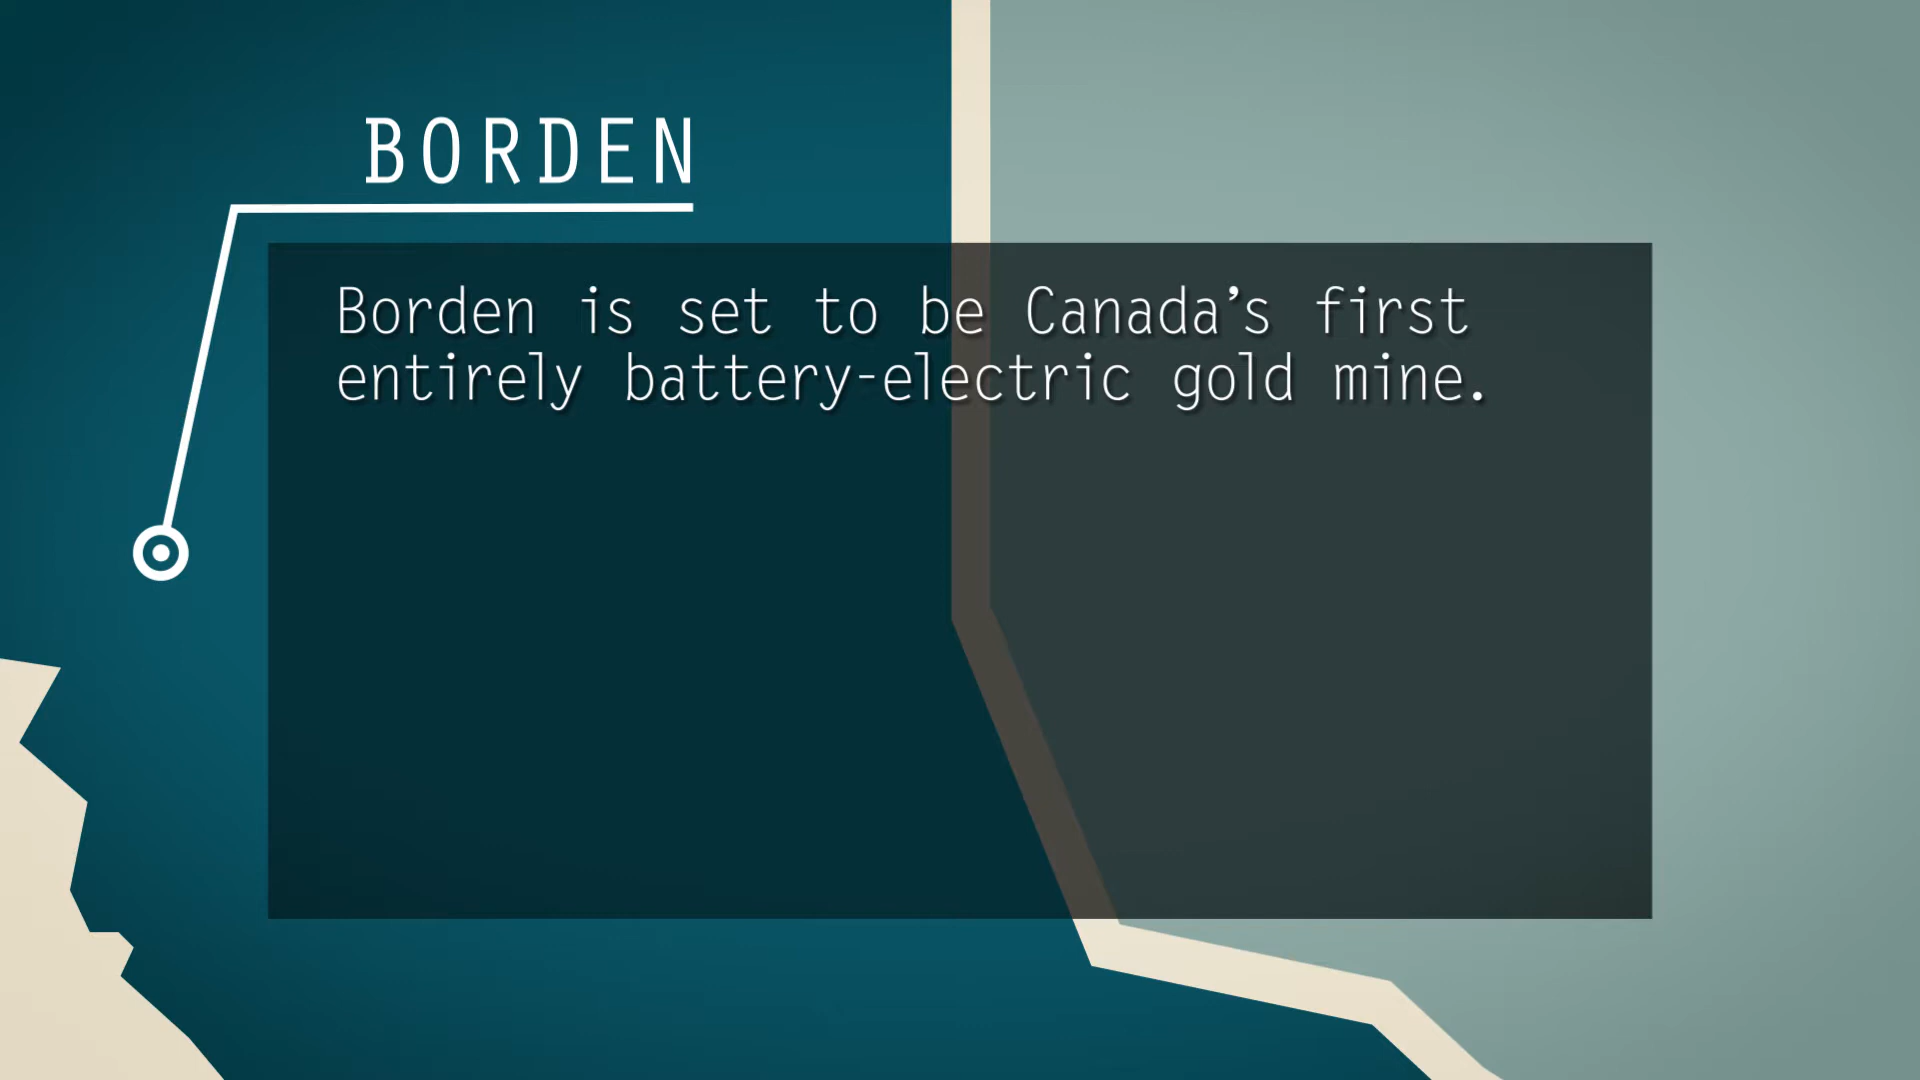 BORDEN
Borden is set to be Canada’s first
entirely battery-electric gold mine.